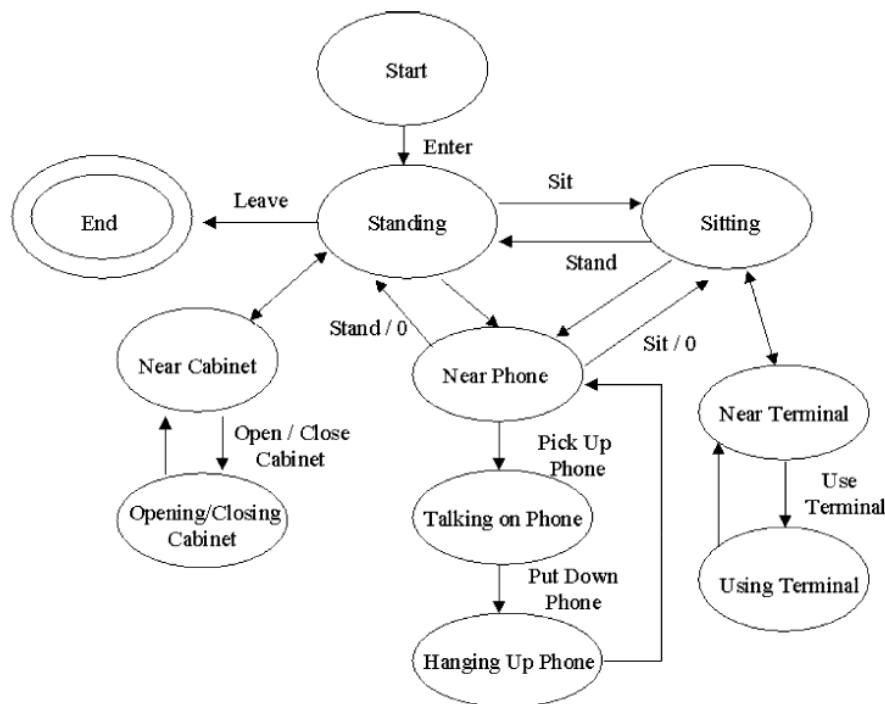 Start
Enter
Sit
Leave
End
Standing
Sitting
Stand
Stand / 0
Sit / 0
Near Cabinet
Near Phone
Near Terminal
Open / Close
Cabinet
Pick Up
Phone
Use
Terminal
Opening/Closing
Cabinet
Talking on Phone
Put Down
Phone
Using Terminal
Hanging Up Phone